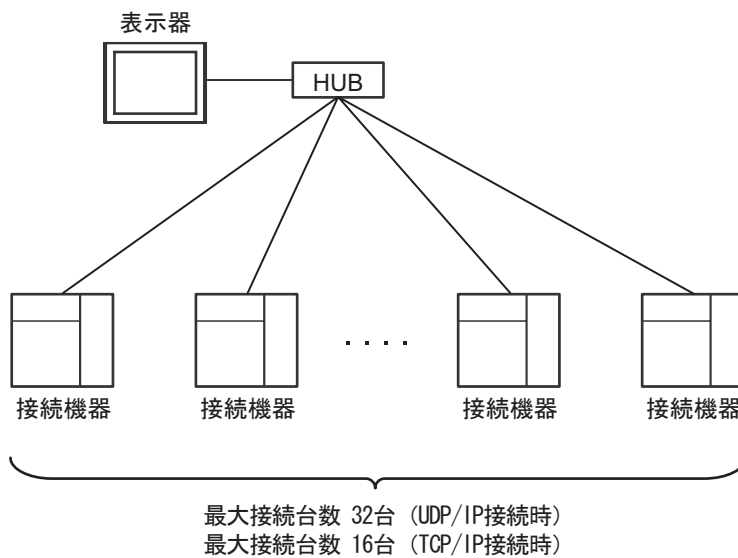 表示器
HUB
・・・・
接続機器 接続機器 接続機器 接続機器
最大接続台数 32台 (UDP/IP接続時)
最大接続台数 16台 (TCP/IP接続時)